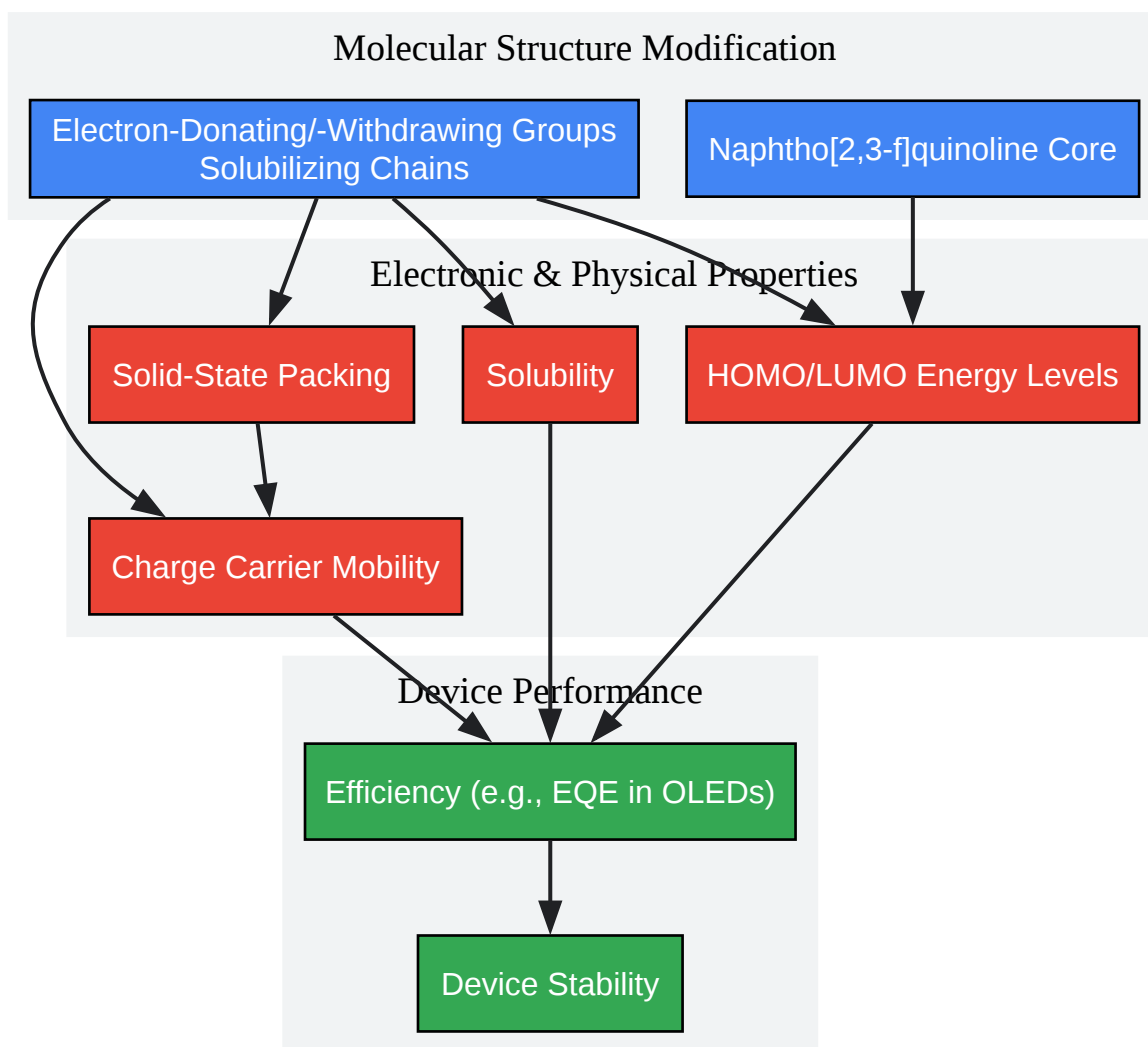 Molecular Structure Modification
Electron-Donating/-Withdrawing Groups
Solubilizing Chains
Naphtho[2,3-f]quinoline Core
Electronic & Physical Properties
Solid-State Packing
Solubility
HOMO/LUMO Energy Levels
Charge Carrier Mobility
Device Performance
Efficiency (e.g., EQE in OLEDs)
Device Stability